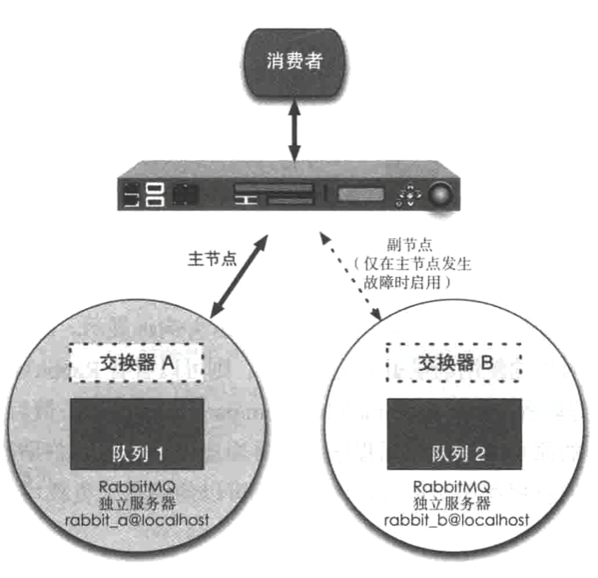 消费者
主节点
副节点
（仅在主节点发生
故障时启用）
交换器 A
队列 1
RabbitMQ
独立服务器
rabbit_a@localhost
交换器 B
队列 2
RabbitMQ
独立服务器
rabbit_b@localhost